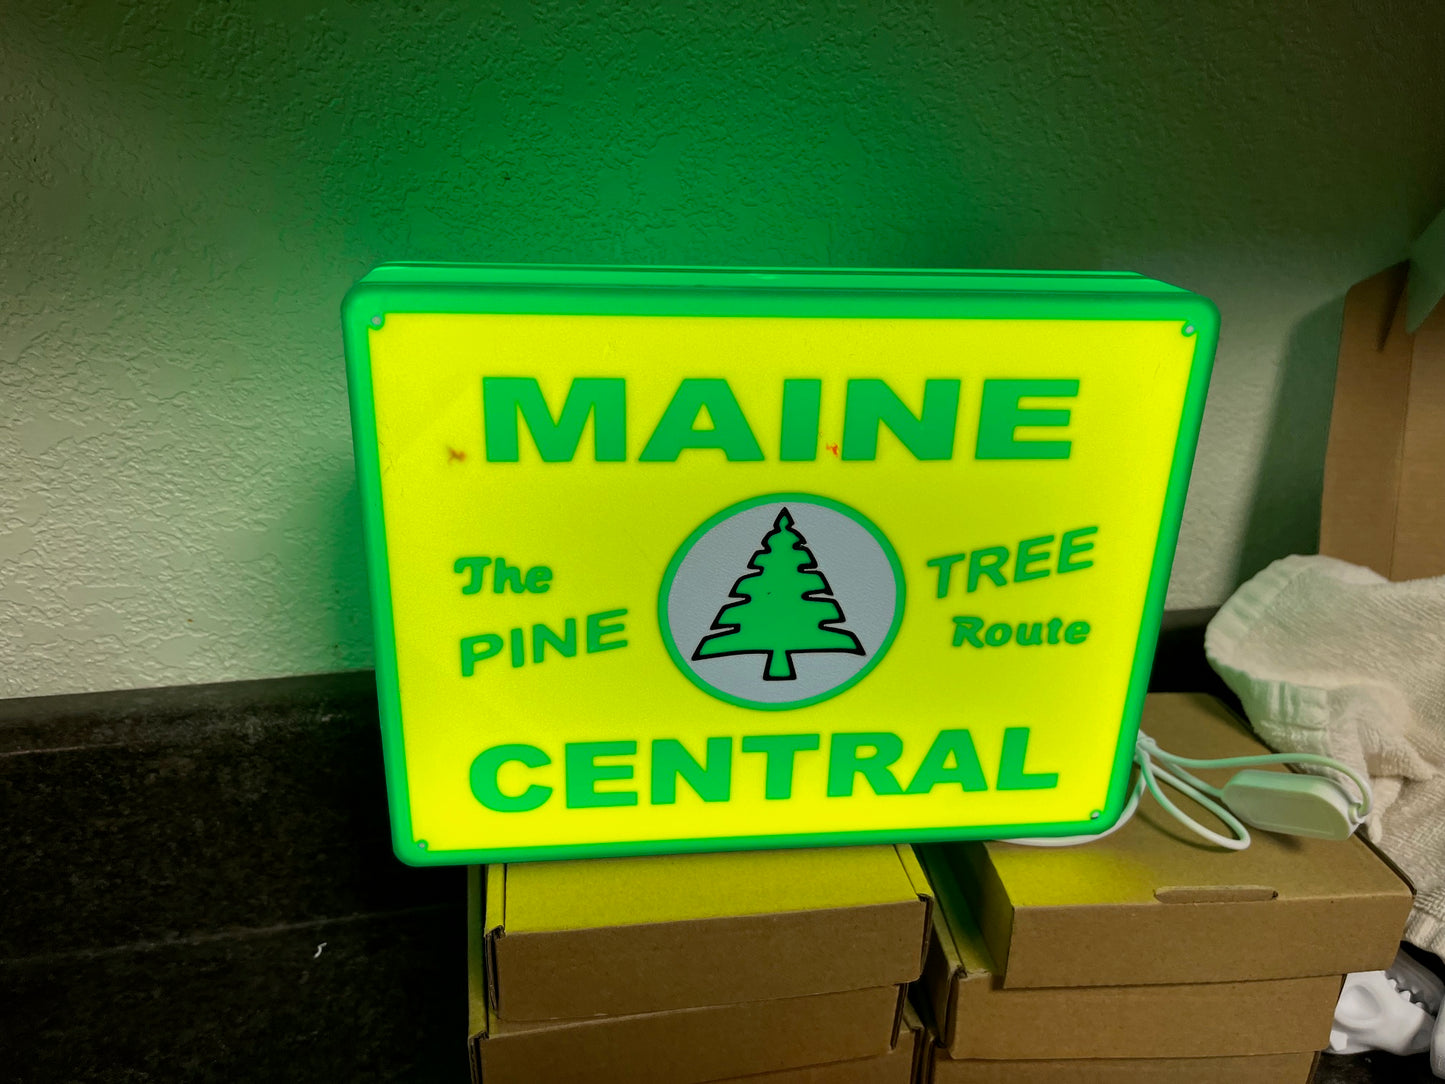 MAINE
The
PINE
TREE
Route
CENTRAL